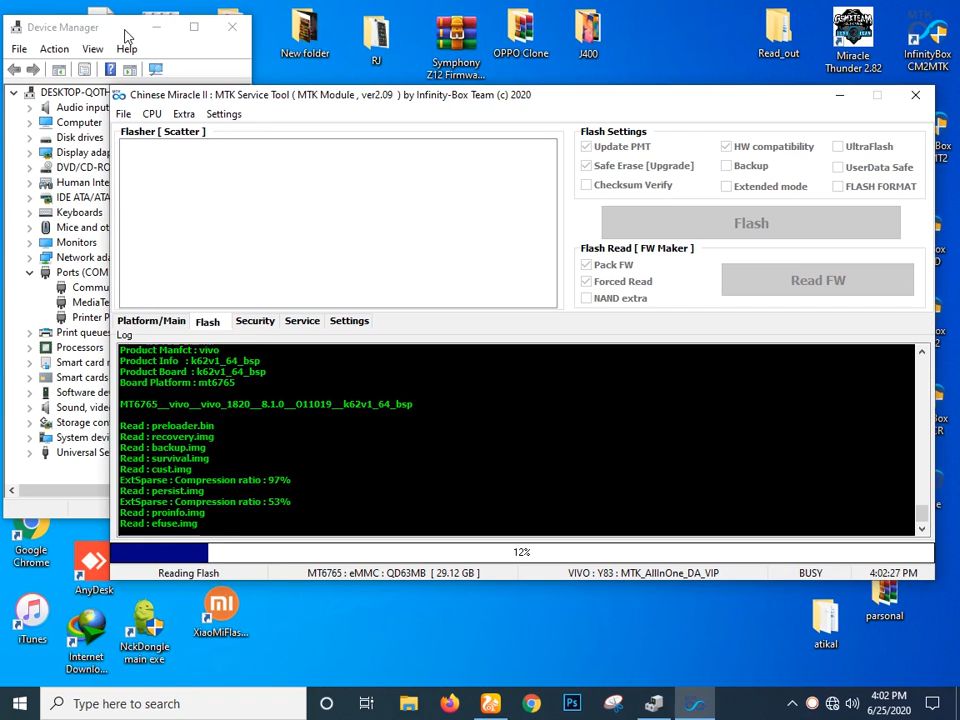 Device Manager
File Action View Help
DESKTOP-QOTH
Audio input
Computer
Disk drives
Display adap
DVD/CD-RO
Human Inte
IDE ATA/ATA
Keyboards
Mice and ot
Monitors
Network ada
Ports (COM
Commu
MediaTe
Printer P
Print queues
Processors
Smart card r
Smart cards
Software dev
Sound, video
Storage cont
System devi
Universal Se
New folder
RJ
Symphony
Z12 Firmwa...
OPPO Clone
J400
Read_out
Miracle
Thunder 2.82
InfinityBox
CM2MTK
Chinese Miracle II : MTK Service Tool ( MTK Module , ver2.09 ) by Infinity-Box Team (c) 2020
File CPU Extra Settings
Flasher [ Scatter ]
Flash Settings
Update PMT HW compatibility UltraFlash
Safe Erase [Upgrade] Backup UserData Safe
Checksum Verify Extended mode FLASH FORMAT
Flash
Flash Read [ FW Maker ]
Pack FW
Forced Read
NAND extra
Read FW
Platform/Main Flash Security Service Settings
Log
Product Manfct : vivo
Product Info : k62v1_64_bsp
Product Board : k62v1_64_bsp
Board Platform : mt6765
MT6765__vivo__vivo_1820__8.1.0__O11019__k62v1_64_bsp
Read : preloader.bin
Read : recovery.img
Read : backup.img
Read : survival.img
Read : cust.img
ExtSparse : Compression ratio : 97%
Read : persist.img
ExtSparse : Compression ratio : 53%
Read : proinfo.img
Read : efuse.img
12%
Reading Flash MT6765 : eMMC : QD63MB [ 29.12 GB ] VIVO : Y83 : MTK_AllInOne_DA_VIP BUSY 4:02:27 PM
Google
Chrome
AnyDesk
iTunes
Internet
Downlo...
NckDongle
main exe
XiaoMiFlas...
atikal
parsonal
Type here to search
4:02 PM
6/25/2020